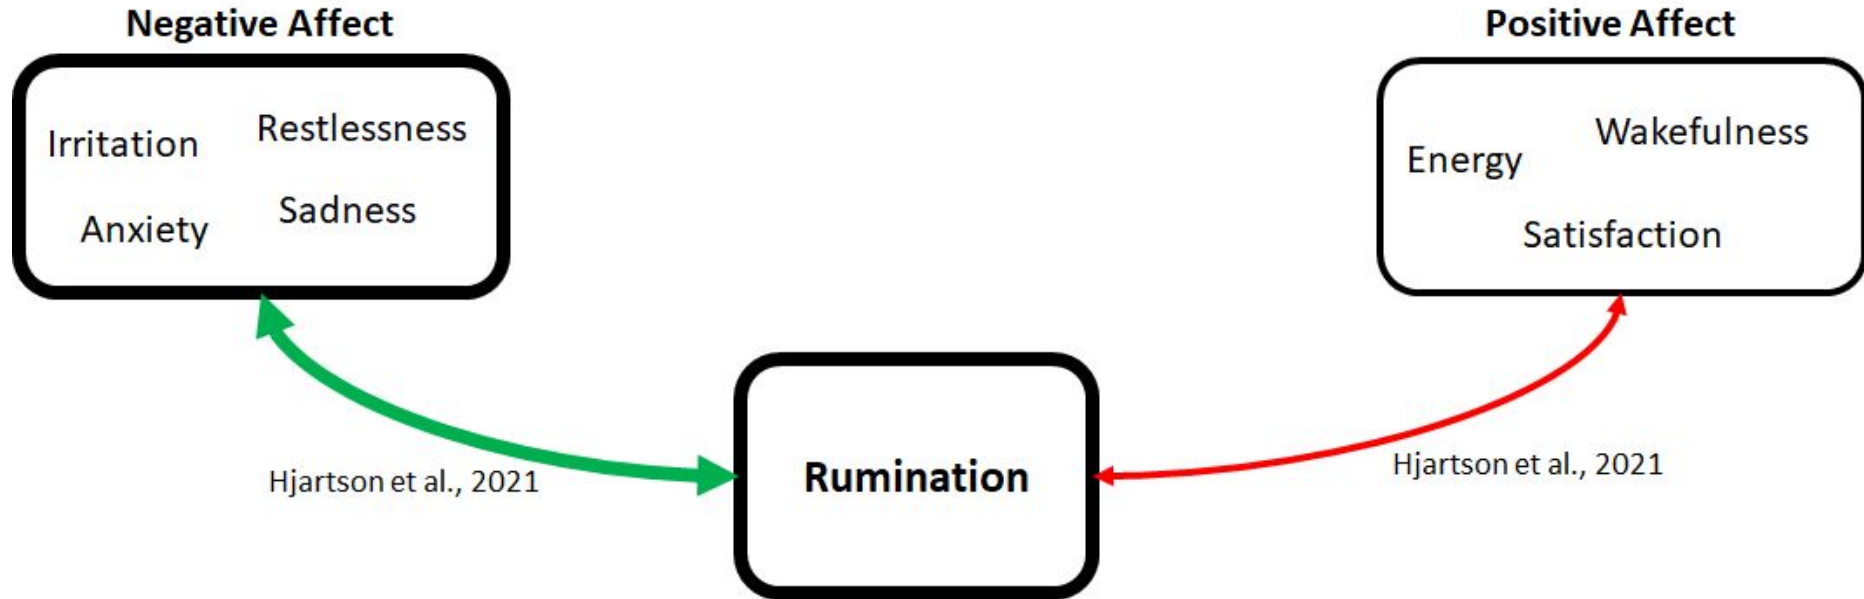 Negative Affect
Irritation
Restlessness
Anxiety
Sadness
Positive Affect
Energy
Wakefulness
Satisfaction
Hjartson et al., 2021
Rumination
Hjartson et al., 2021